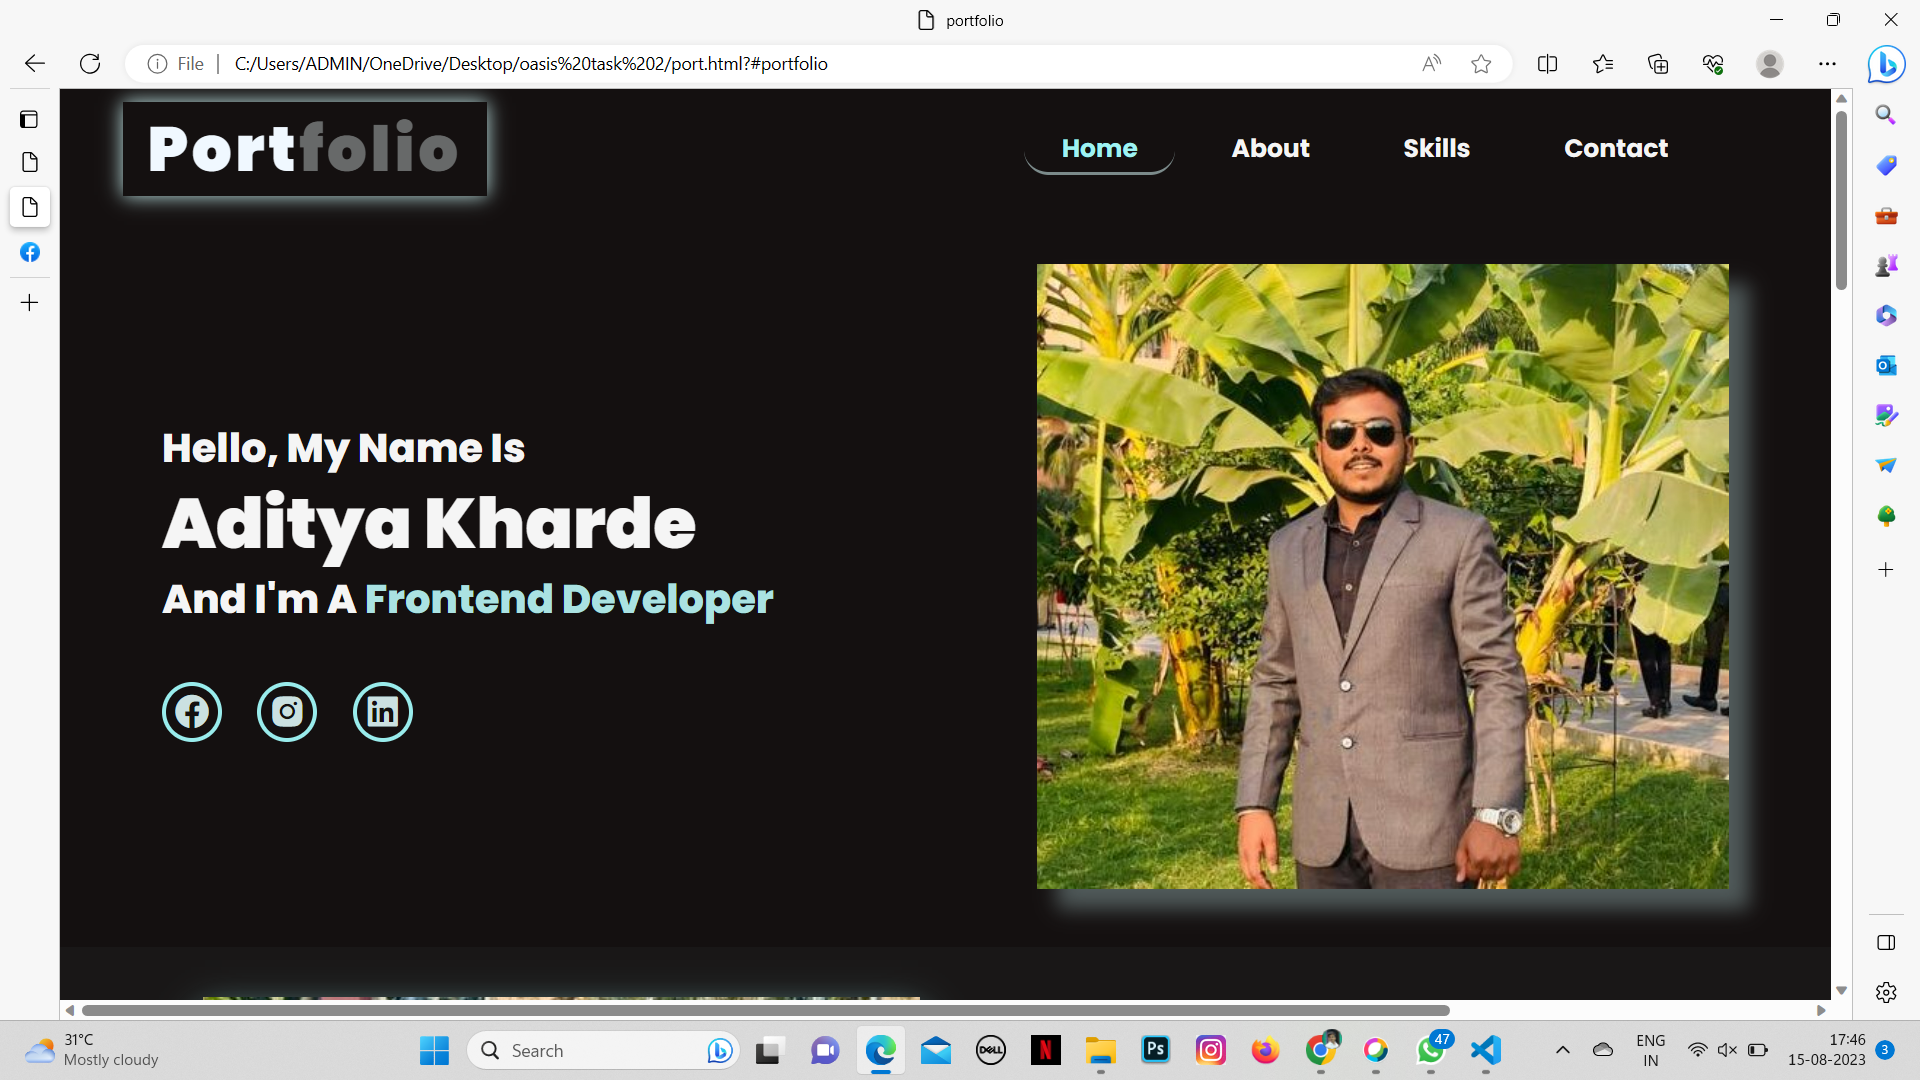 portfolio
File
C:/Users/ADMIN/OneDrive/Desktop/oasis%20task%202/port.html?#portfolio
Portfolio
Home About Skills Contact
Hello, My Name Is
Aditya Kharde
And I'm A Frontend Developer
31°C
Mostly cloudy
Search
DELL
N
Ps
47
ENG
IN
17:46
15-08-2023
3